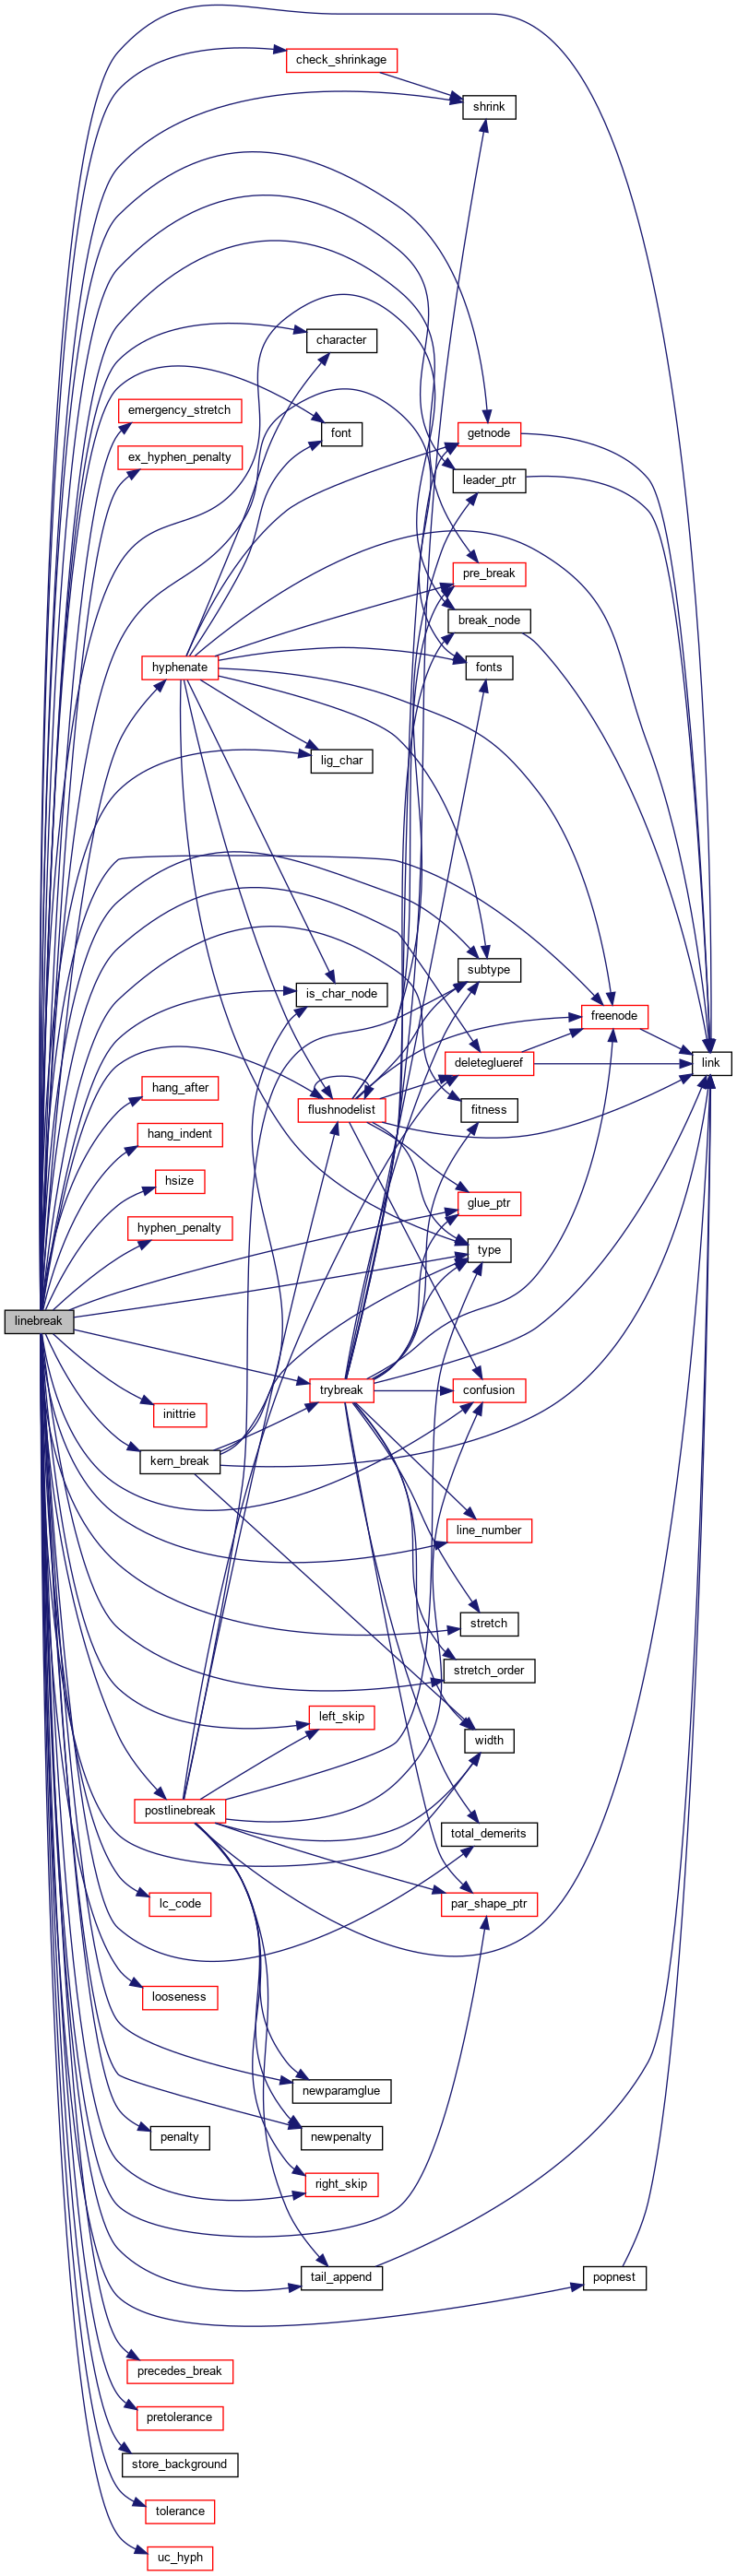 check_shrinkage
shrink
character
emergency_stretch
font
getnode
ex_hyphen_penalty
leader_ptr
pre_break
break_node
hyphenate
fonts
lig_char
subtype
is_char_node
freenode
deleteglueref
link
hang_after
flushnodelist
fitness
hang_indent
hsize
glue_ptr
hyphen_penalty
type
linebreak
trybreak
confusion
inittrie
kern_break
line_number
stretch
stretch_order
left_skip
width
postlinebreak
total_demerits
lc_code
par_shape_ptr
looseness
newparamglue
penalty
newpenalty
right_skip
tail_append
popnest
precedes_break
pretolerance
store_background
tolerance
uc_hyph